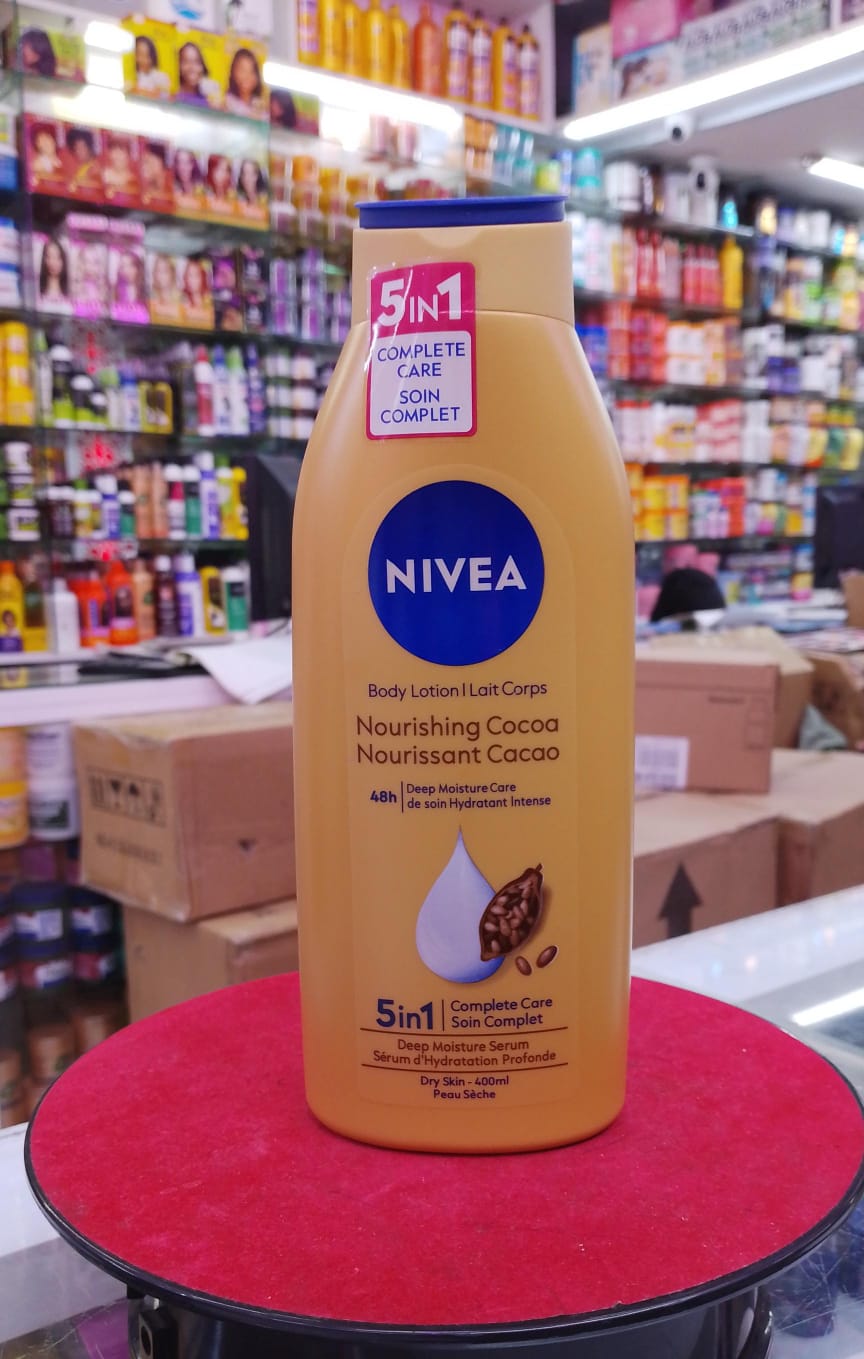 5IN1
COMPLETE
CARE
SOIN
COMPLET
NIVEA
Body Lotion | Lait Corps
Nourishing Cocoa
Nourissant Cacao
48h | Deep Moisture Care
de soin Hydratant Intense
5in1 | Complete Care
Soin Complet
Deep Moisture Serum
Sérum d'Hydratation Profonde
Dry Skin - 400ml
Peau Sèche